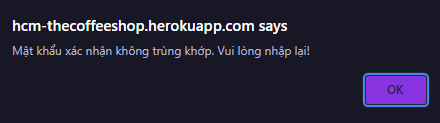 hcm-thecoffeeshop.herokuapp.com says
Mật khẩu xác nhận không trùng khớp. Vui lòng nhập lại!
OK